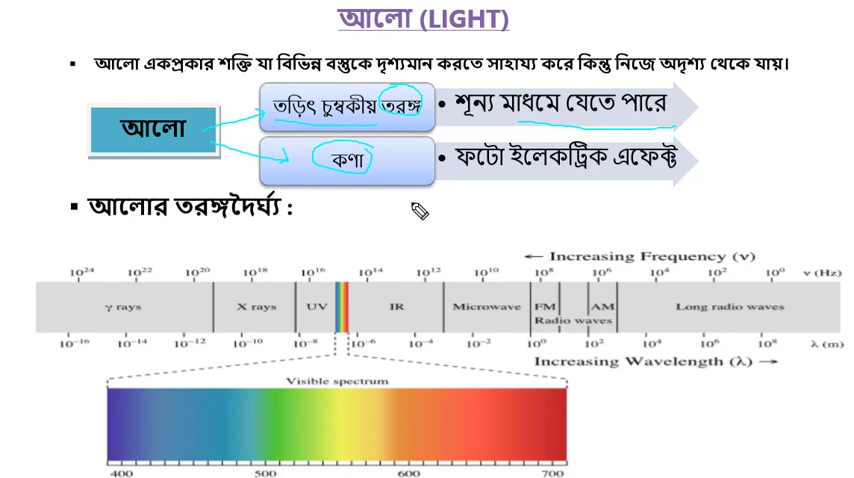 আলো (LIGHT)
▪ আলো একপ্রকার শক্তি যা বিভিন্ন বস্তুকে দৃশ্যমান করতে সাহায্য করে কিন্তু নিজে অদৃশ্য থেকে যায়।
আলো
তড়িৎ চুম্বকীয় তরঙ্গ
• শূন্য মাধমে যেতে পারে
কণা
• ফটো ইলেকট্রিক এফেক্ট
▪ আলোর তরঙ্গদৈর্ঘ্য :
← Increasing Frequency (ν)
10²⁴ 10²² 10²⁰ 10¹⁸ 10¹⁶ 10¹⁴ 10¹² 10¹⁰ 10⁸ 10⁶ 10⁴ 10² 10⁰ ν (Hz)
γ rays X rays UV IR Microwave FM AM Long radio waves
Radio waves
10⁻¹⁶ 10⁻¹⁴ 10⁻¹² 10⁻¹⁰ 10⁻⁸ 10⁻⁶ 10⁻⁴ 10⁻² 10⁰ 10² 10⁴ 10⁶ 10⁸ λ (m)
Increasing Wavelength (λ) →
Visible spectrum
400 500 600 700